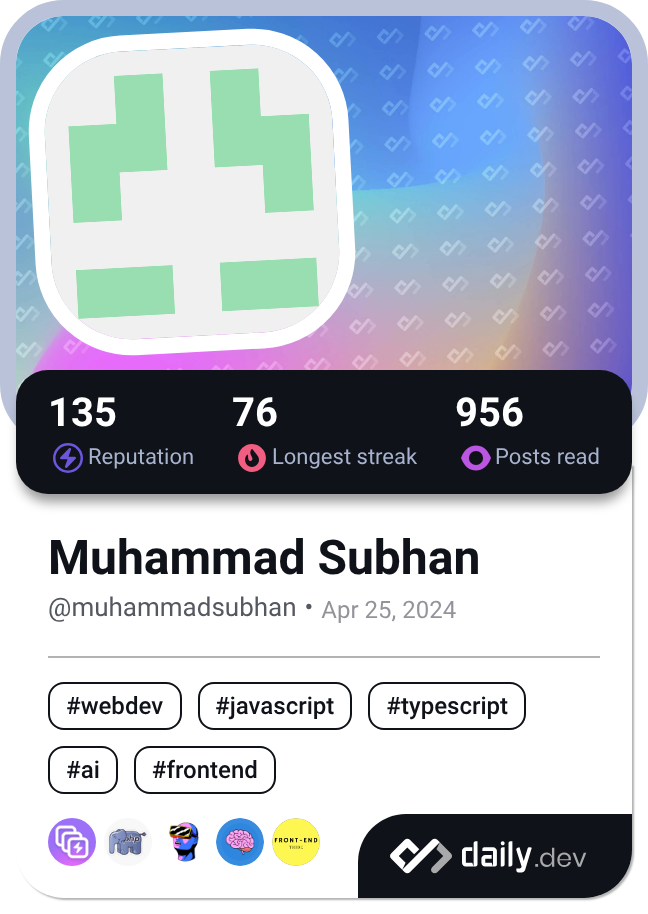 135 76 956
Reputation Longest streak Posts read
Muhammad Subhan
@muhammadsubhan • Apr 25, 2024
#webdev #javascript #typescript
#ai #frontend
php FRONT-END
daily.dev